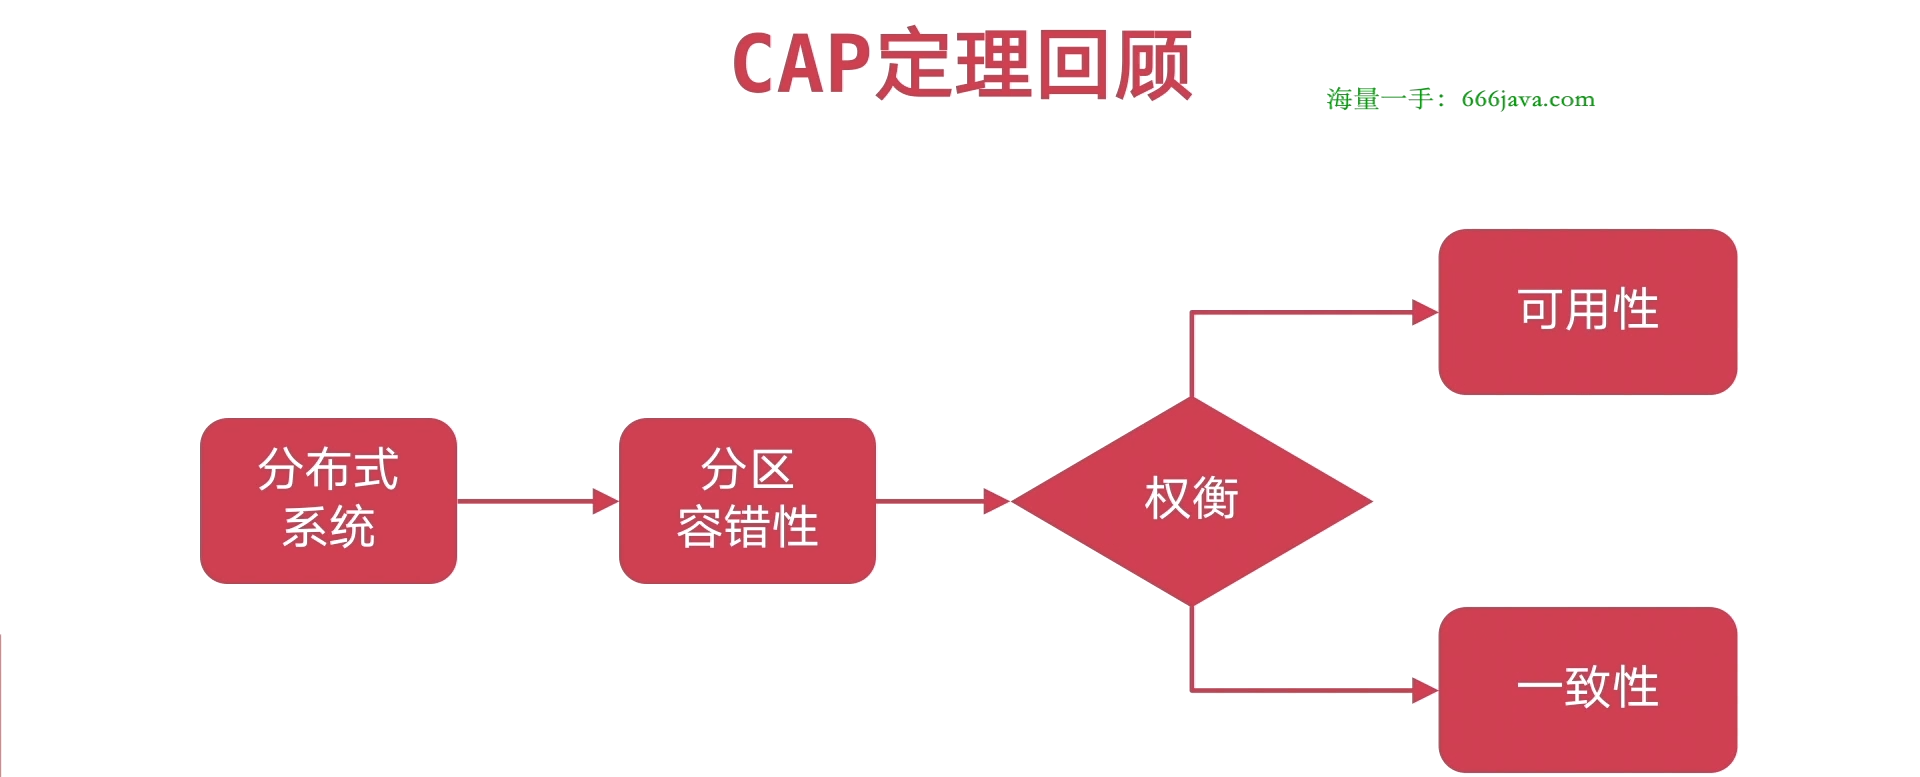 CAP定理回顾
海量一手：666java.com
可用性
分布式
系统
分区
容错性
权衡
一致性